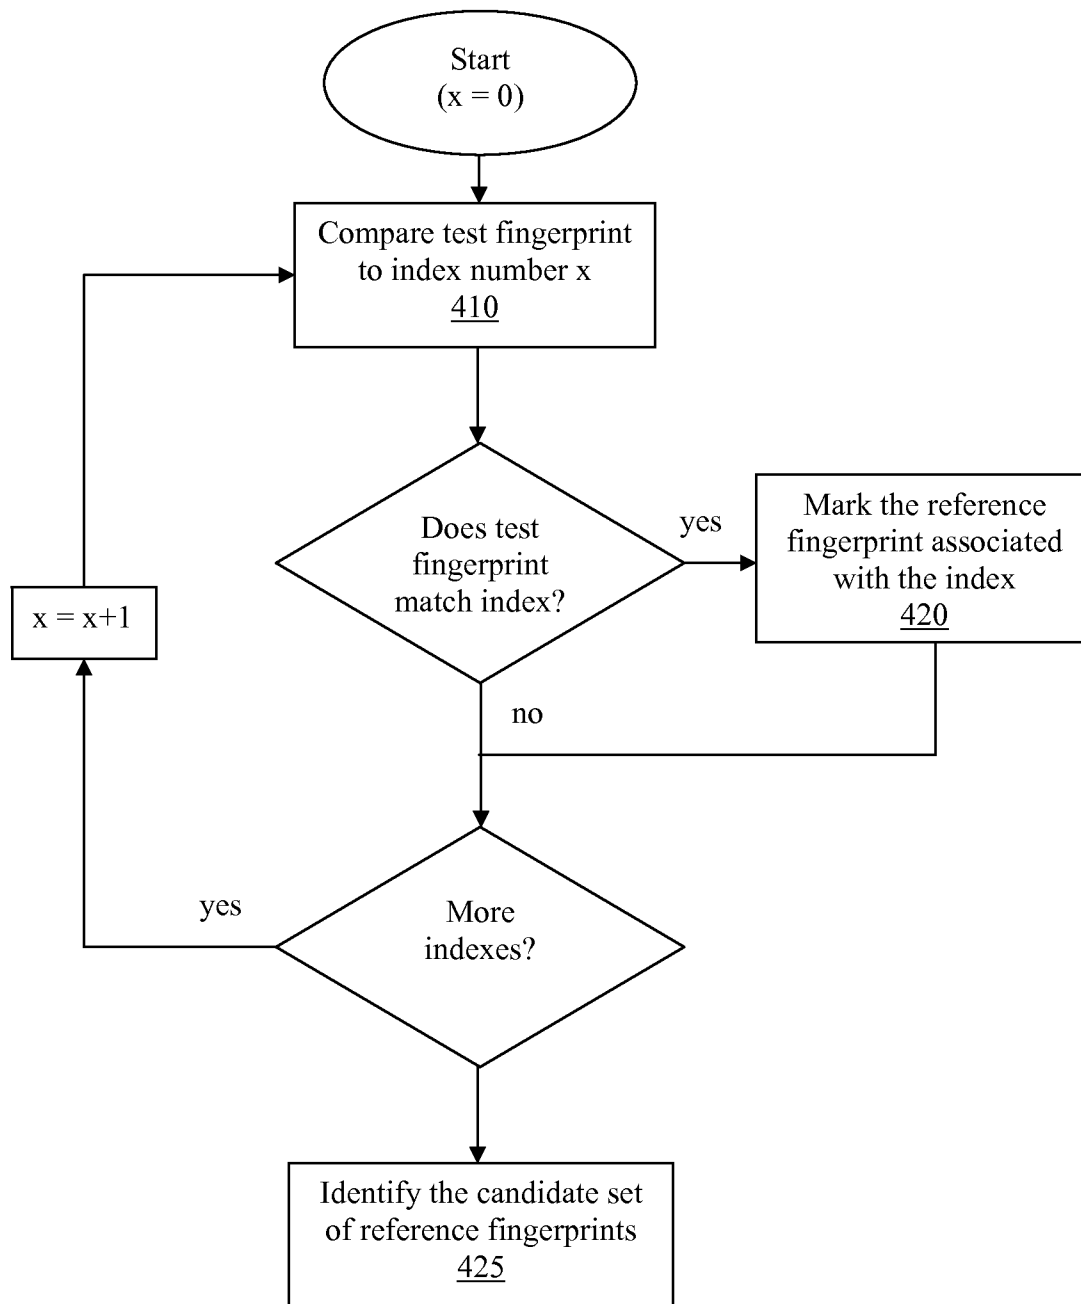 Start
(x = 0)
Compare test fingerprint
to index number x
410
Does test
fingerprint
match index?
yes
Mark the reference
fingerprint associated
with the index
420
x = x+1
no
yes
More
indexes?
Identify the candidate set
of reference fingerprints
425